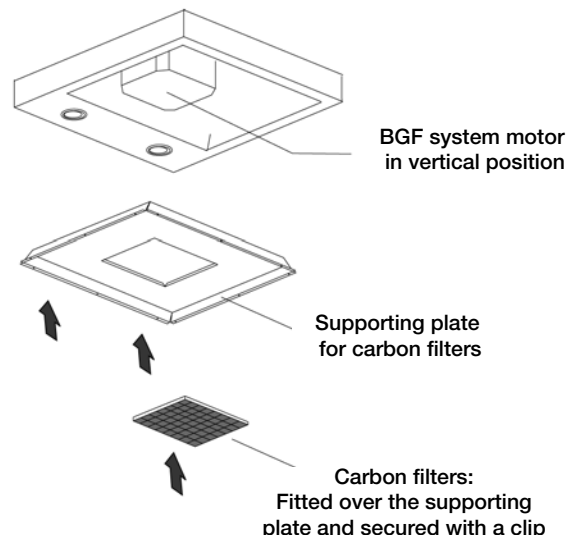 BGF system motor
in vertical position
Supporting plate
for carbon filters
Carbon filters:
Fitted over the supporting
plate and secured with a clip